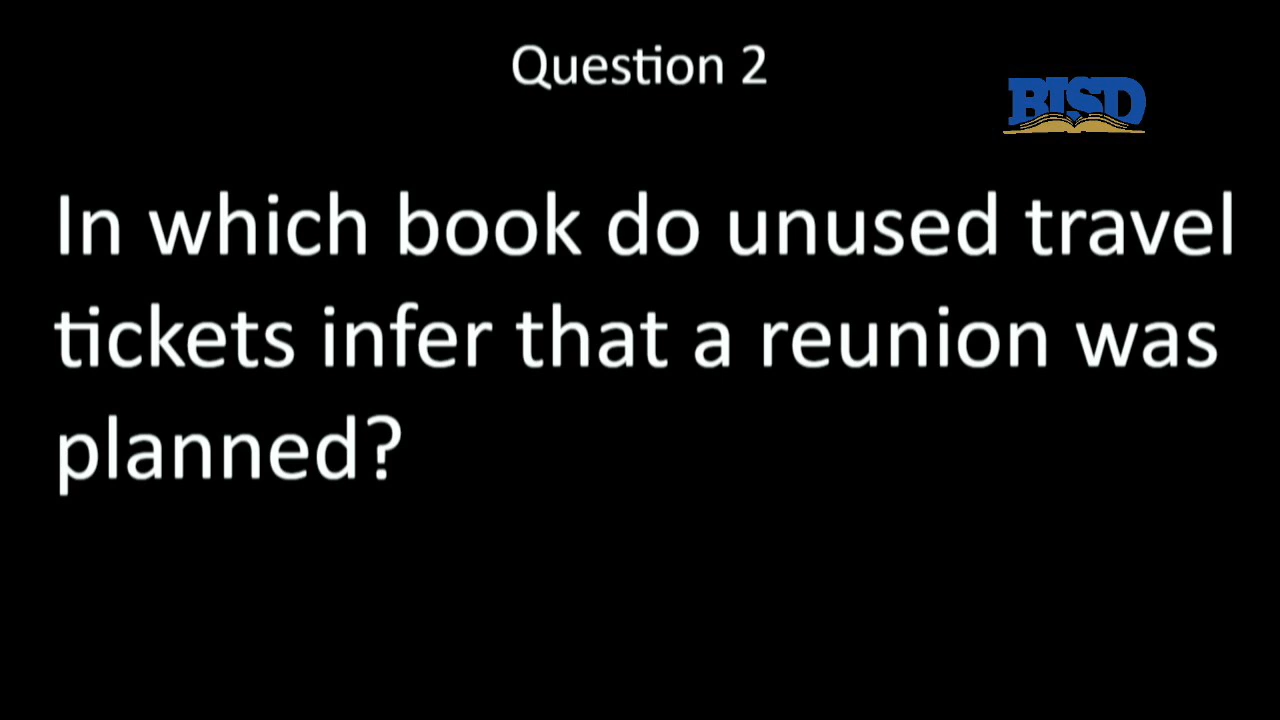 Question 2
BISD
In which book do unused travel
tickets infer that a reunion was
planned?